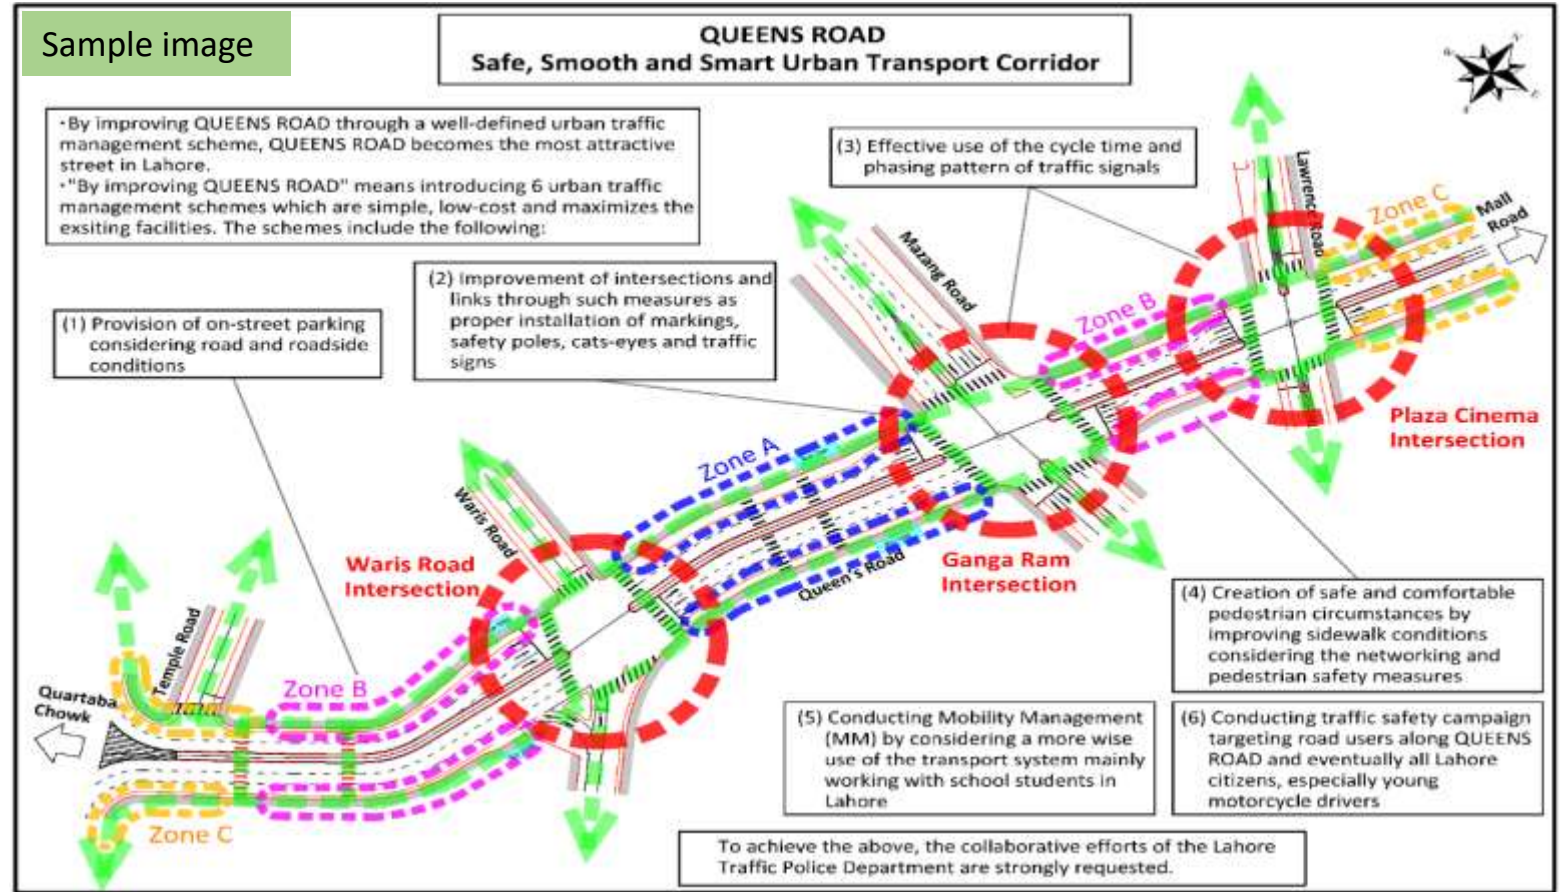 Sample image
QUEENS ROAD
Safe, Smooth and Smart Urban Transport Corridor
·By improving QUEENS ROAD through a well-defined urban traffic
management scheme, QUEENS ROAD becomes the most attractive
street in Lahore.
·"By improving QUEENS ROAD" means introducing 6 urban traffic
management schemes which are simple, low-cost and maximizes the
exsiting facilities. The schemes include the following:
(3) Effective use of the cycle time and
phasing pattern of traffic signals
(2) Improvement of intersections and
links through such measures as
proper installation of markings,
safety poles, cats-eyes and traffic
signs
(1) Provision of on-street parking
considering road and roadside
conditions
Lawrence Road
Zone C
Mall
Road
Mazang Road
Zone B
Plaza Cinema
Intersection
Zone A
Waris Road
Waris Road
Intersection
Queen's Road
Ganga Ram
Intersection
Temple Road
Quartaba
Chowk
Zone B
Zone C
(4) Creation of safe and comfortable
pedestrian circumstances by
improving sidewalk conditions
considering the networking and
pedestrian safety measures
(5) Conducting Mobility Management
(MM) by considering a more wise
use of the transport system mainly
working with school students in
Lahore
(6) Conducting traffic safety campaign
targeting road users along QUEENS
ROAD and eventually all Lahore
citizens, especially young
motorcycle drivers
To achieve the above, the collaborative efforts of the Lahore
Traffic Police Department are strongly requested.